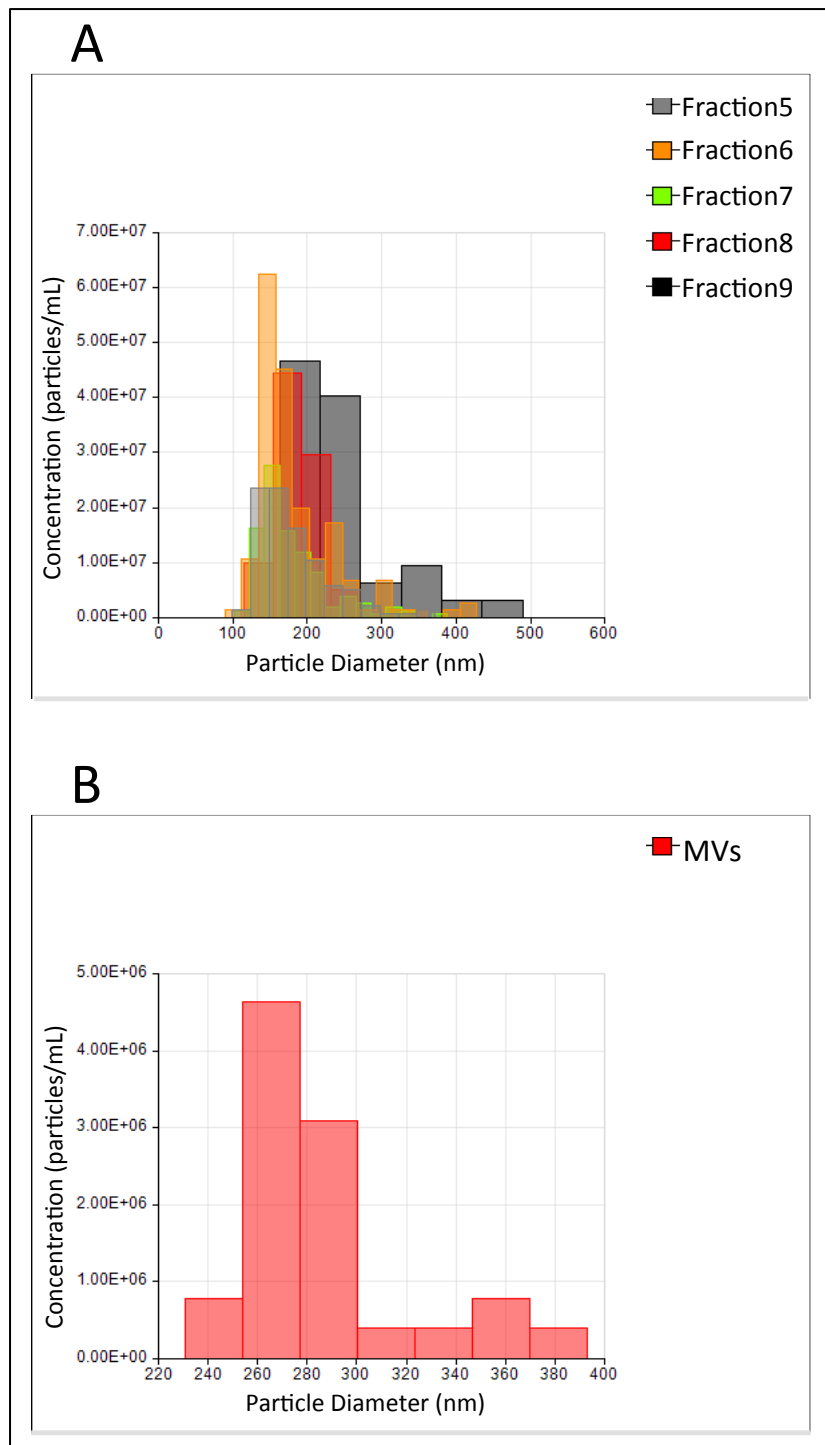 A
Fraction5
Fraction6
Fraction7
Fraction8
Fraction9
Concentration (particles/mL)
7.00E+07
6.00E+07
5.00E+07
4.00E+07
3.00E+07
2.00E+07
1.00E+07
0.00E+00
0 100 200 300 400 500 600
Particle Diameter (nm)
B
MVs
Concentration (particles/mL)
5.00E+06
4.00E+06
3.00E+06
2.00E+06
1.00E+06
0.00E+00
220 240 260 280 300 320 340 360 380 400
Particle Diameter (nm)